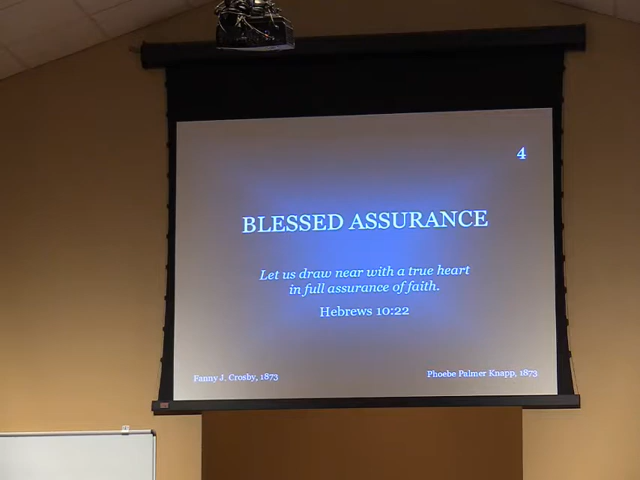 4
BLESSED ASSURANCE
Let us draw near with a true heart
in full assurance of faith.
Hebrews 10:22
Fanny J. Crosby, 1873
Phoebe Palmer Knapp, 1873